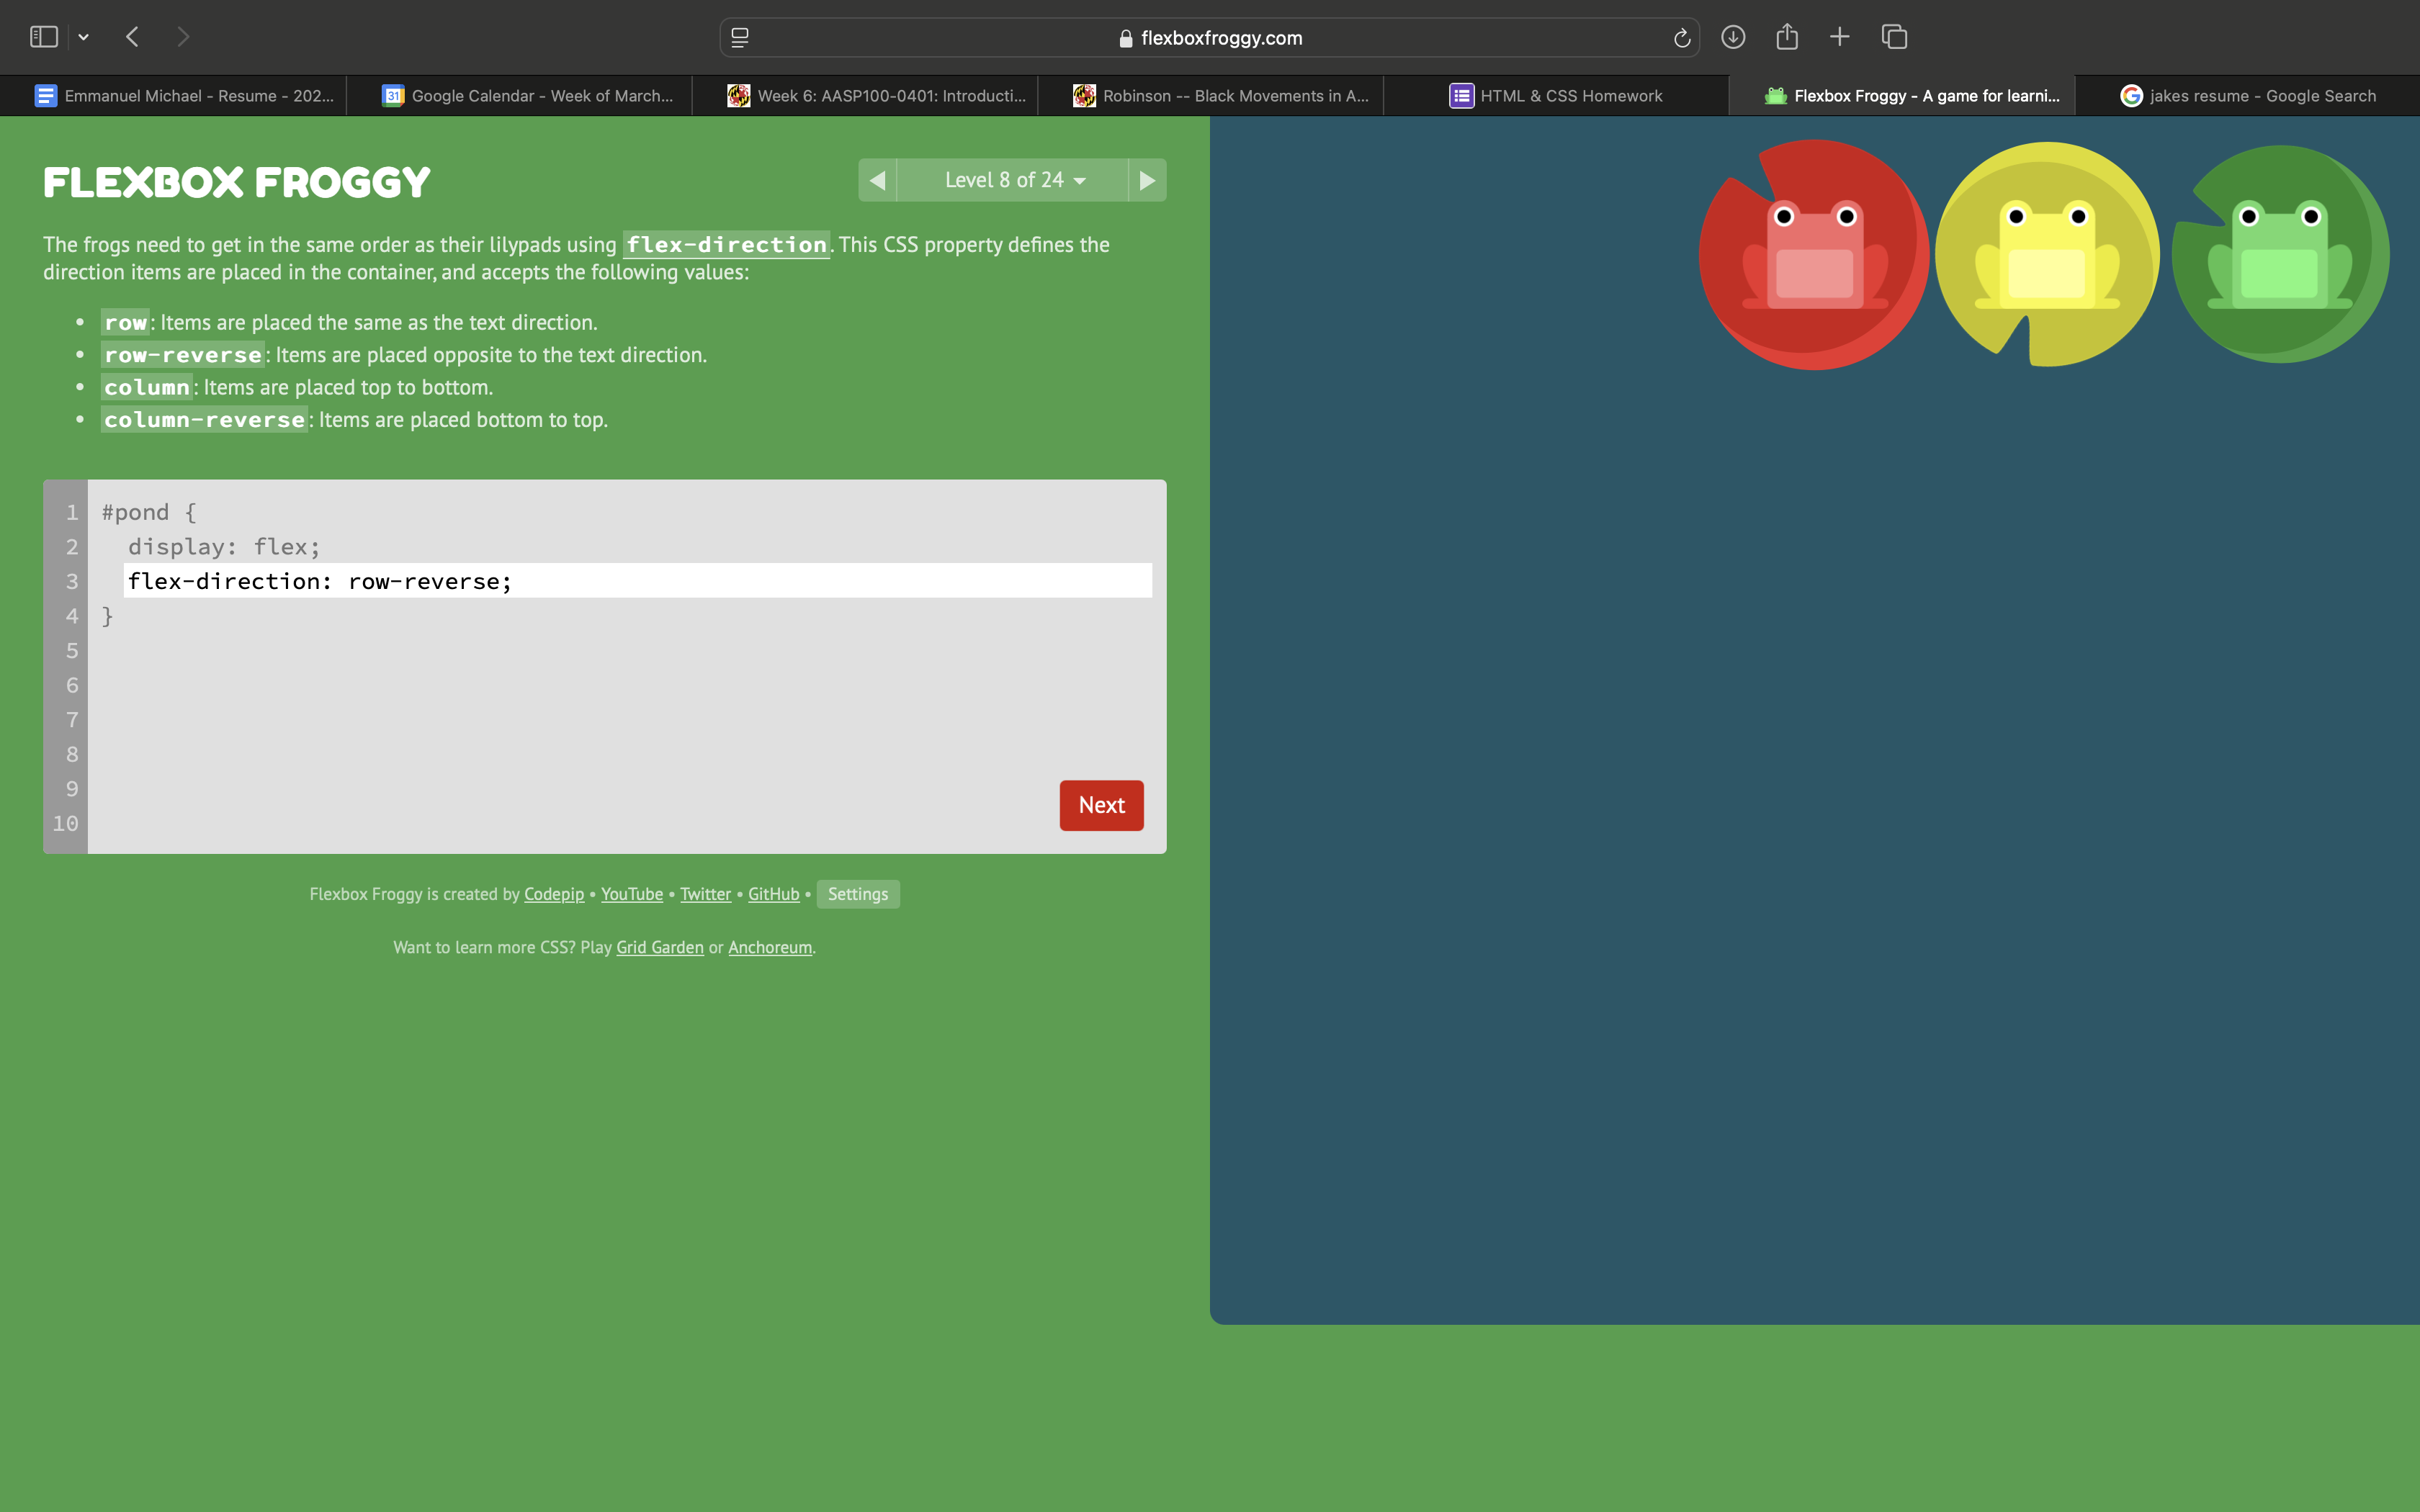 flexboxfroggy.com
Emmanuel Michael - Resume - 202...
31
Google Calendar - Week of March...
Week 6: AASP100-0401: Introducti...
Robinson -- Black Movements in A...
HTML & CSS Homework
Flexbox Froggy - A game for learni...
jakes resume - Google Search
FLEXBOX FROGGY
Level 8 of 24
The frogs need to get in the same order as their lilypads using flex-direction. This CSS property defines the
direction items are placed in the container, and accepts the following values:
• row: Items are placed the same as the text direction.
• row-reverse: Items are placed opposite to the text direction.
• column: Items are placed top to bottom.
• column-reverse: Items are placed bottom to top.
1 #pond {
2 display: flex;
3 flex-direction: row-reverse;
4 }
5
6
7
8
9
10
Next
Flexbox Froggy is created by Codepip • YouTube • Twitter • GitHub • Settings
Want to learn more CSS? Play Grid Garden or Anchoreum.